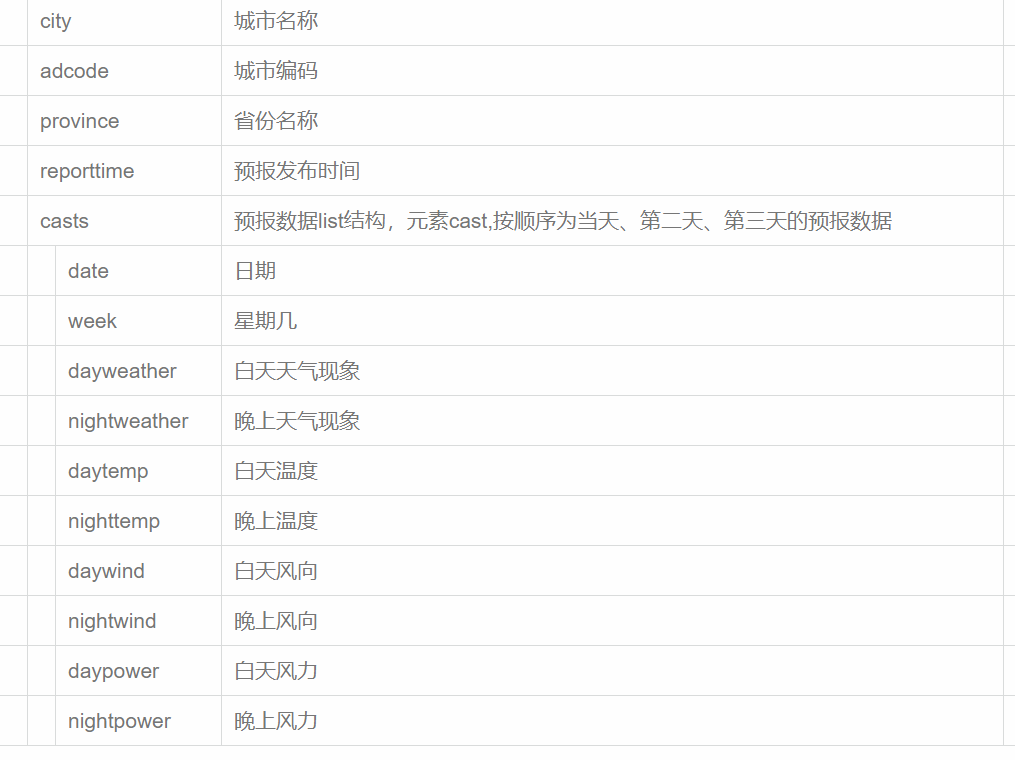 city 城市名称
adcode 城市编码
province 省份名称
reporttime 预报发布时间
casts 预报数据list结构，元素cast,按顺序为当天、第二天、第三天的预报数据
date 日期
week 星期几
dayweather 白天天气现象
nightweather 晚上天气现象
daytemp 白天温度
nighttemp 晚上温度
daywind 白天风向
nightwind 晚上风向
daypower 白天风力
nightpower 晚上风力